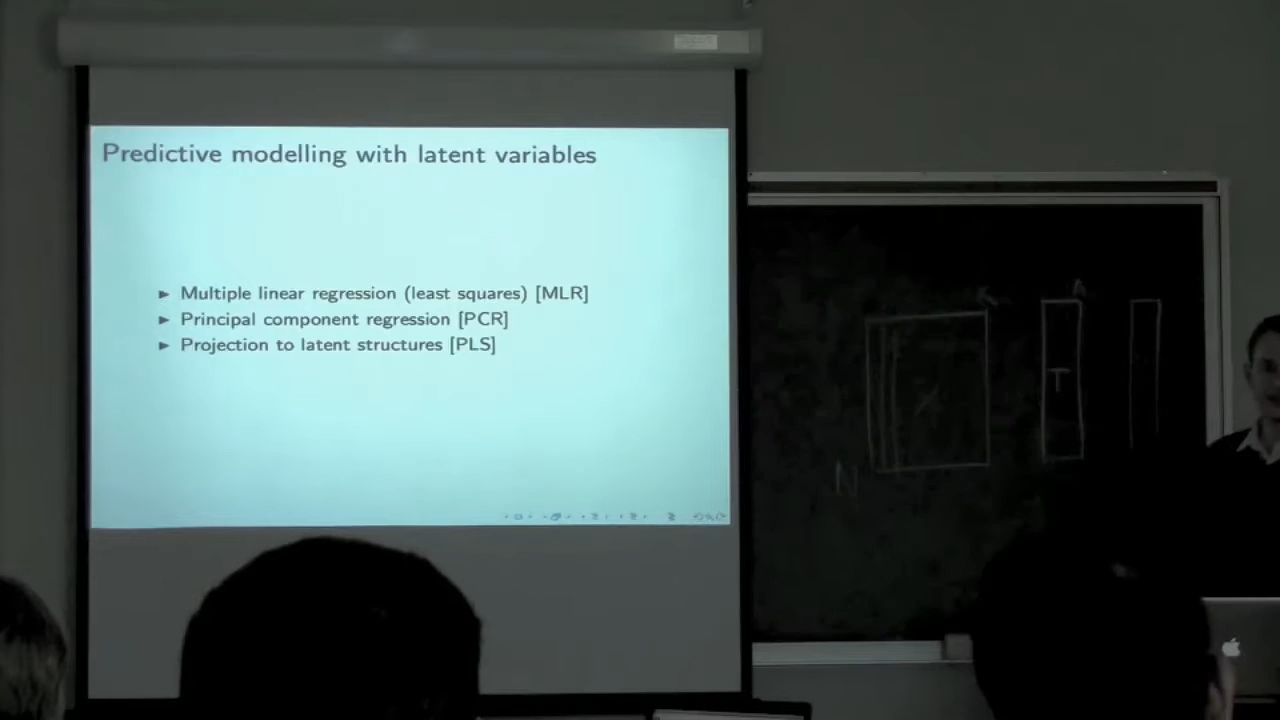 Predictive modelling with latent variables
► Multiple linear regression (least squares) [MLR]
► Principal component regression [PCR]
► Projection to latent structures [PLS]
K
A
X
T
N